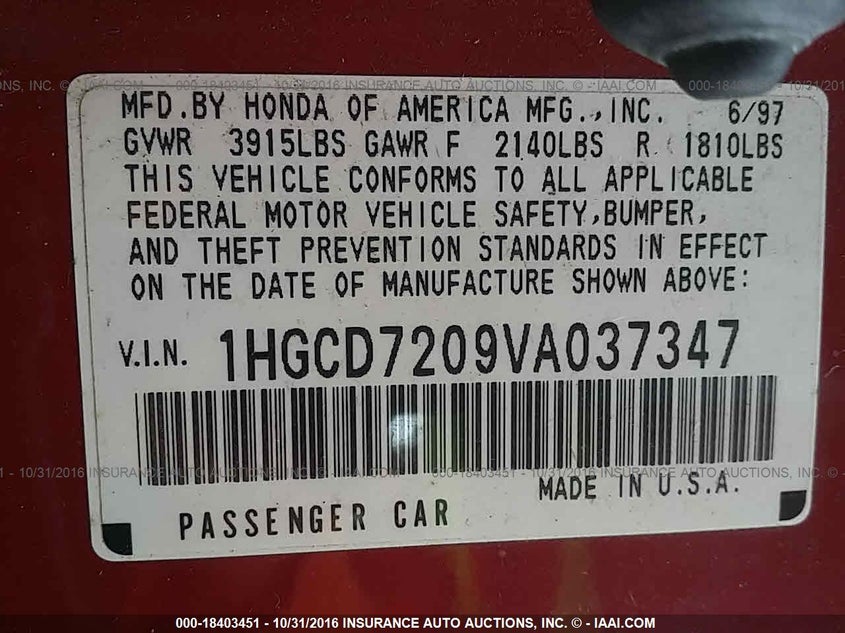 MFD.BY HONDA OF AMERICA MFG.,INC. 6/97
GVWR 3915LBS GAWR F 2140LBS R 1810LBS
THIS VEHICLE CONFORMS TO ALL APPLICABLE
FEDERAL MOTOR VEHICLE SAFETY,BUMPER,
AND THEFT PREVENTION STANDARDS IN EFFECT
ON THE DATE OF MANUFACTURE SHOWN ABOVE:
V.I.N. 1HGCD7209VA037347
MADE IN U.S.A.
PASSENGER CAR
000-18403451 - 10/31/2016 INSURANCE AUTO AUCTIONS, INC. - IAAI.COM